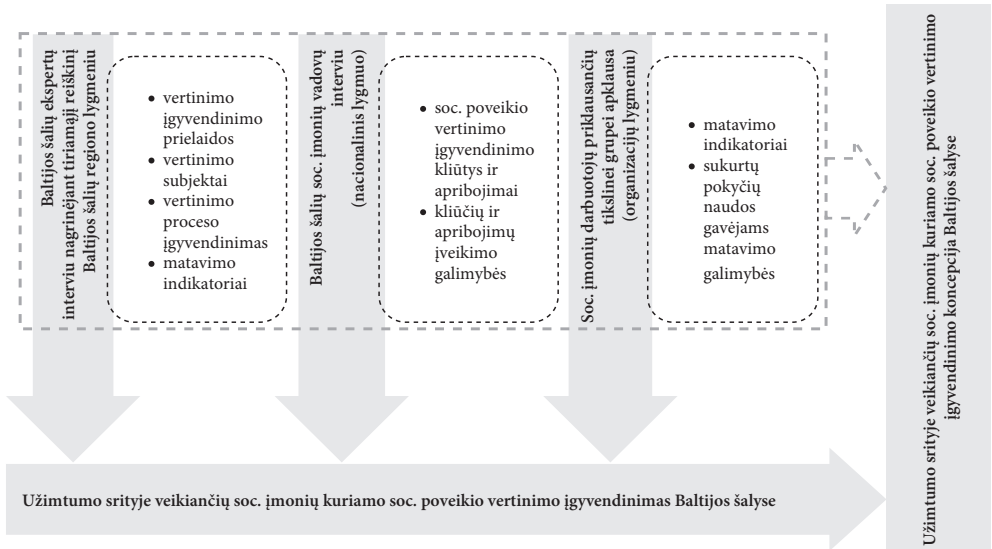 Baltijos šalių ekspertų
interviu nagrinėjant tiriamąjį reiškinį
Baltijos šalių regiono lygmeniu
• vertinimo
įgyvendinimo
prielaidos
• vertinimo
subjektai
• vertinimo
proceso
įgyvendinimas
• matavimo
indikatoriai
Baltijos šalių soc. įmonių vadovų
interviu
(nacionalinis lygmuo)
• soc. poveikio
vertinimo
įgyvendinimo
kliūtys ir
apribojimai
• kliūčių ir
apribojimų
įveikimo
galimybės
Soc. įmonių darbuotojų priklausančių
tikslinei grupei apklausa
(organizacijų lygmeniu)
• matavimo
indikatoriai
• sukurtų
pokyčių
naudos
gavėjams
matavimo
galimybės
Užimtumo srityje veikiančių soc. įmonių kuriamo soc. poveikio vertinimo
įgyvendinimo koncepcija Baltijos šalyse
Užimtumo srityje veikiančių soc. įmonių kuriamo soc. poveikio vertinimo įgyvendinimas Baltijos šalyse